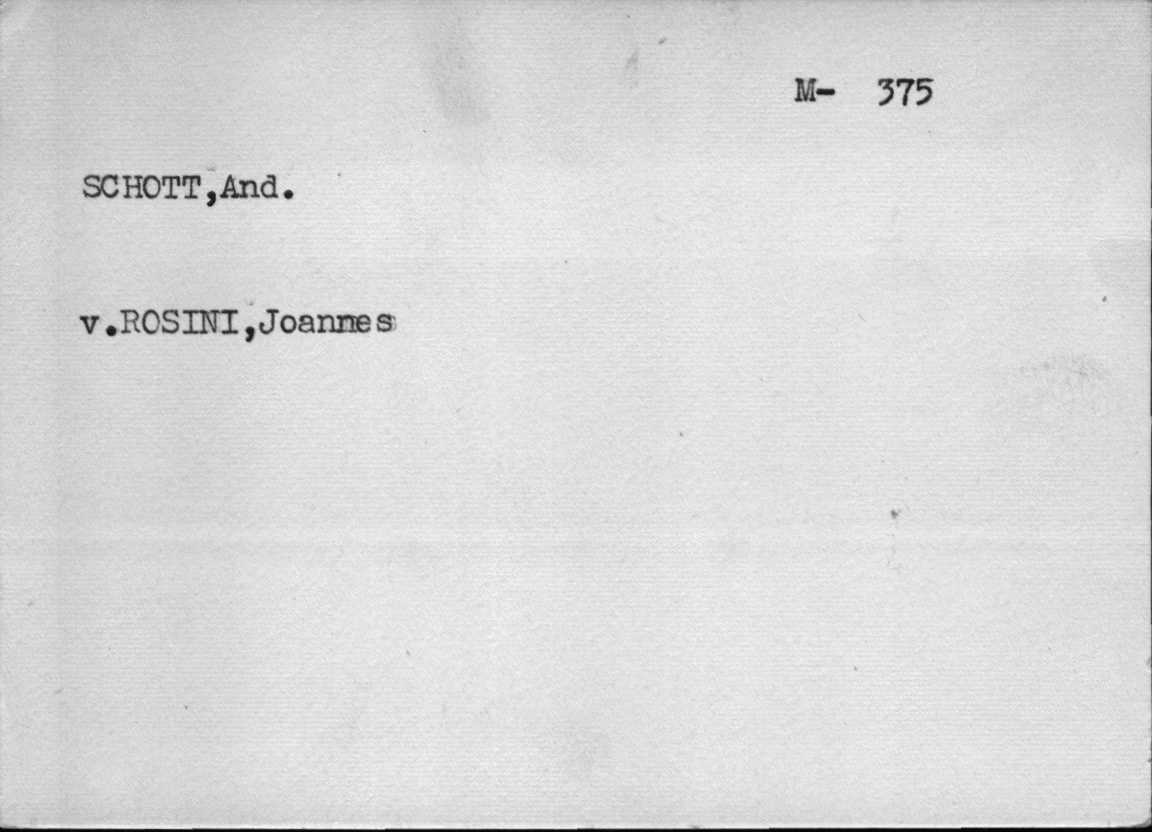 M- 375
SCHOTT,And.
v.ROSINI,Joannes